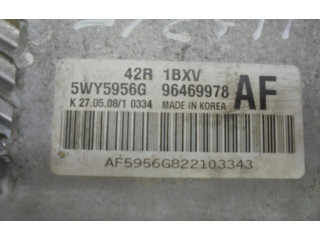 42R 1BXV
5WY5956G 96469978 AF
K 27.05.08/1 0334 MADE IN KOREA
AF5956G822103343